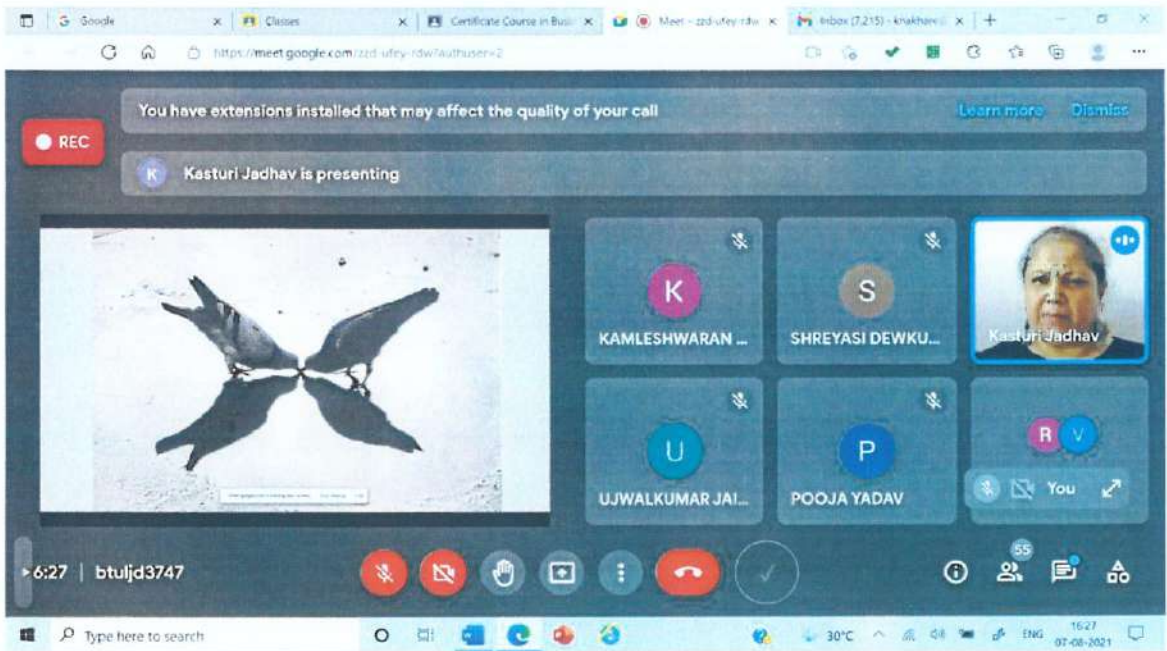 Google
Classes
Certificate Course in Busin
Meet - zzd-ufey-rdw
Inbox (7,215) - knakhare
https://meet.google.com/zzd-ufey-rdw?authuser=2
You have extensions installed that may affect the quality of your call
Learn more
Dismiss
REC
K
Kasturi Jadhav is presenting
K
KAMLESHWARAN ...
S
SHREYASI DEWKU...
Kasturi Jadhav
U
UJWALKUMAR JAI...
P
POOJA YADAV
R
V
You
6:27 | btuljd3747
55
Type here to search
30°C
ENG
16:27
07-08-2021